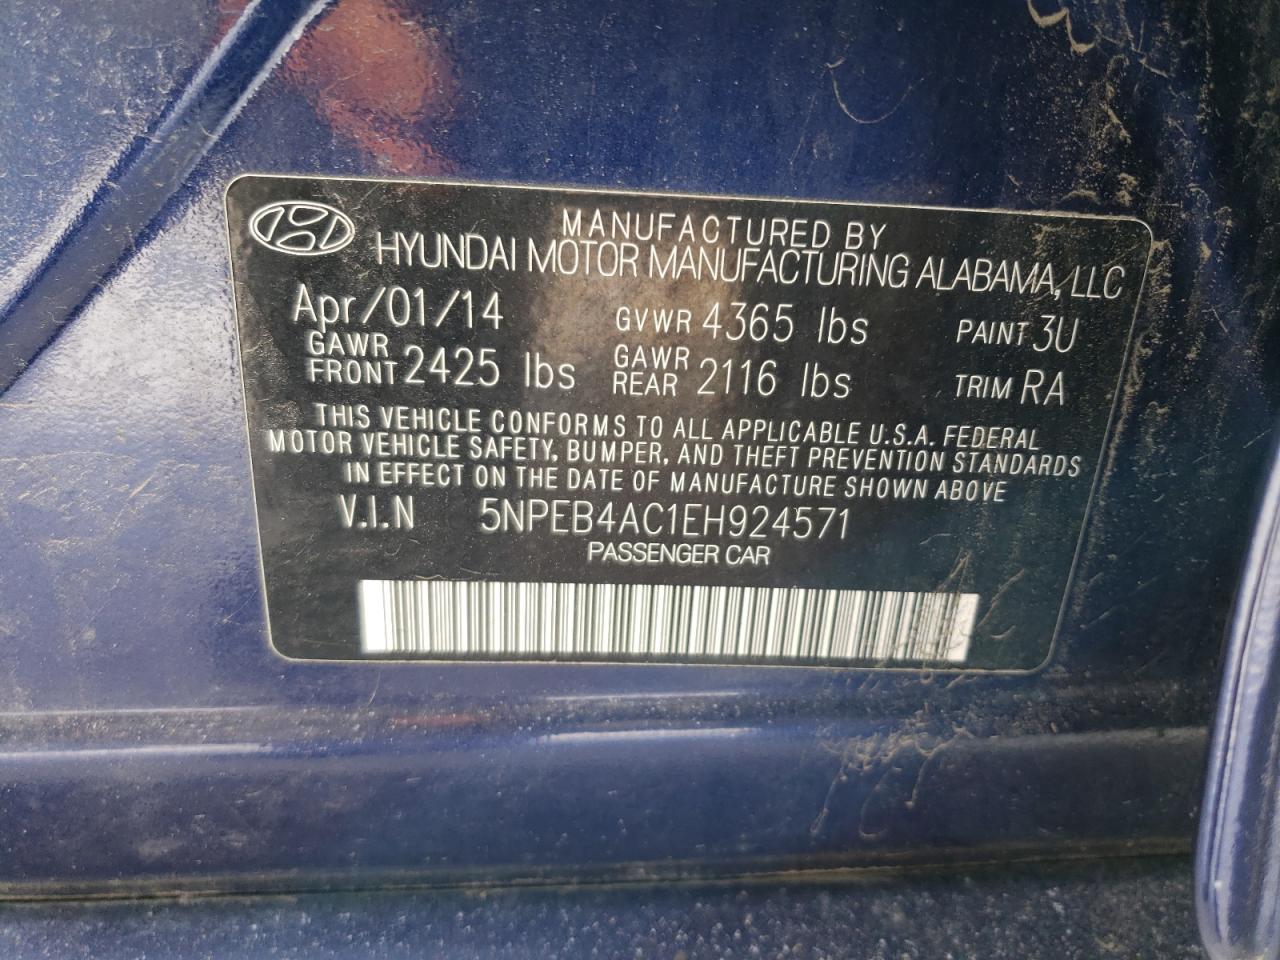 MANUFACTURED BY
HYUNDAI MOTOR MANUFACTURING ALABAMA, LLC
Apr/01/14 GVWR 4365 lbs PAINT 3U
GAWR FRONT 2425 lbs GAWR REAR 2116 lbs TRIM RA
THIS VEHICLE CONFORMS TO ALL APPLICABLE U.S.A. FEDERAL
MOTOR VEHICLE SAFETY, BUMPER, AND THEFT PREVENTION STANDARDS
IN EFFECT ON THE DATE OF MANUFACTURE SHOWN ABOVE
V.I.N 5NPEB4AC1EH924571
PASSENGER CAR